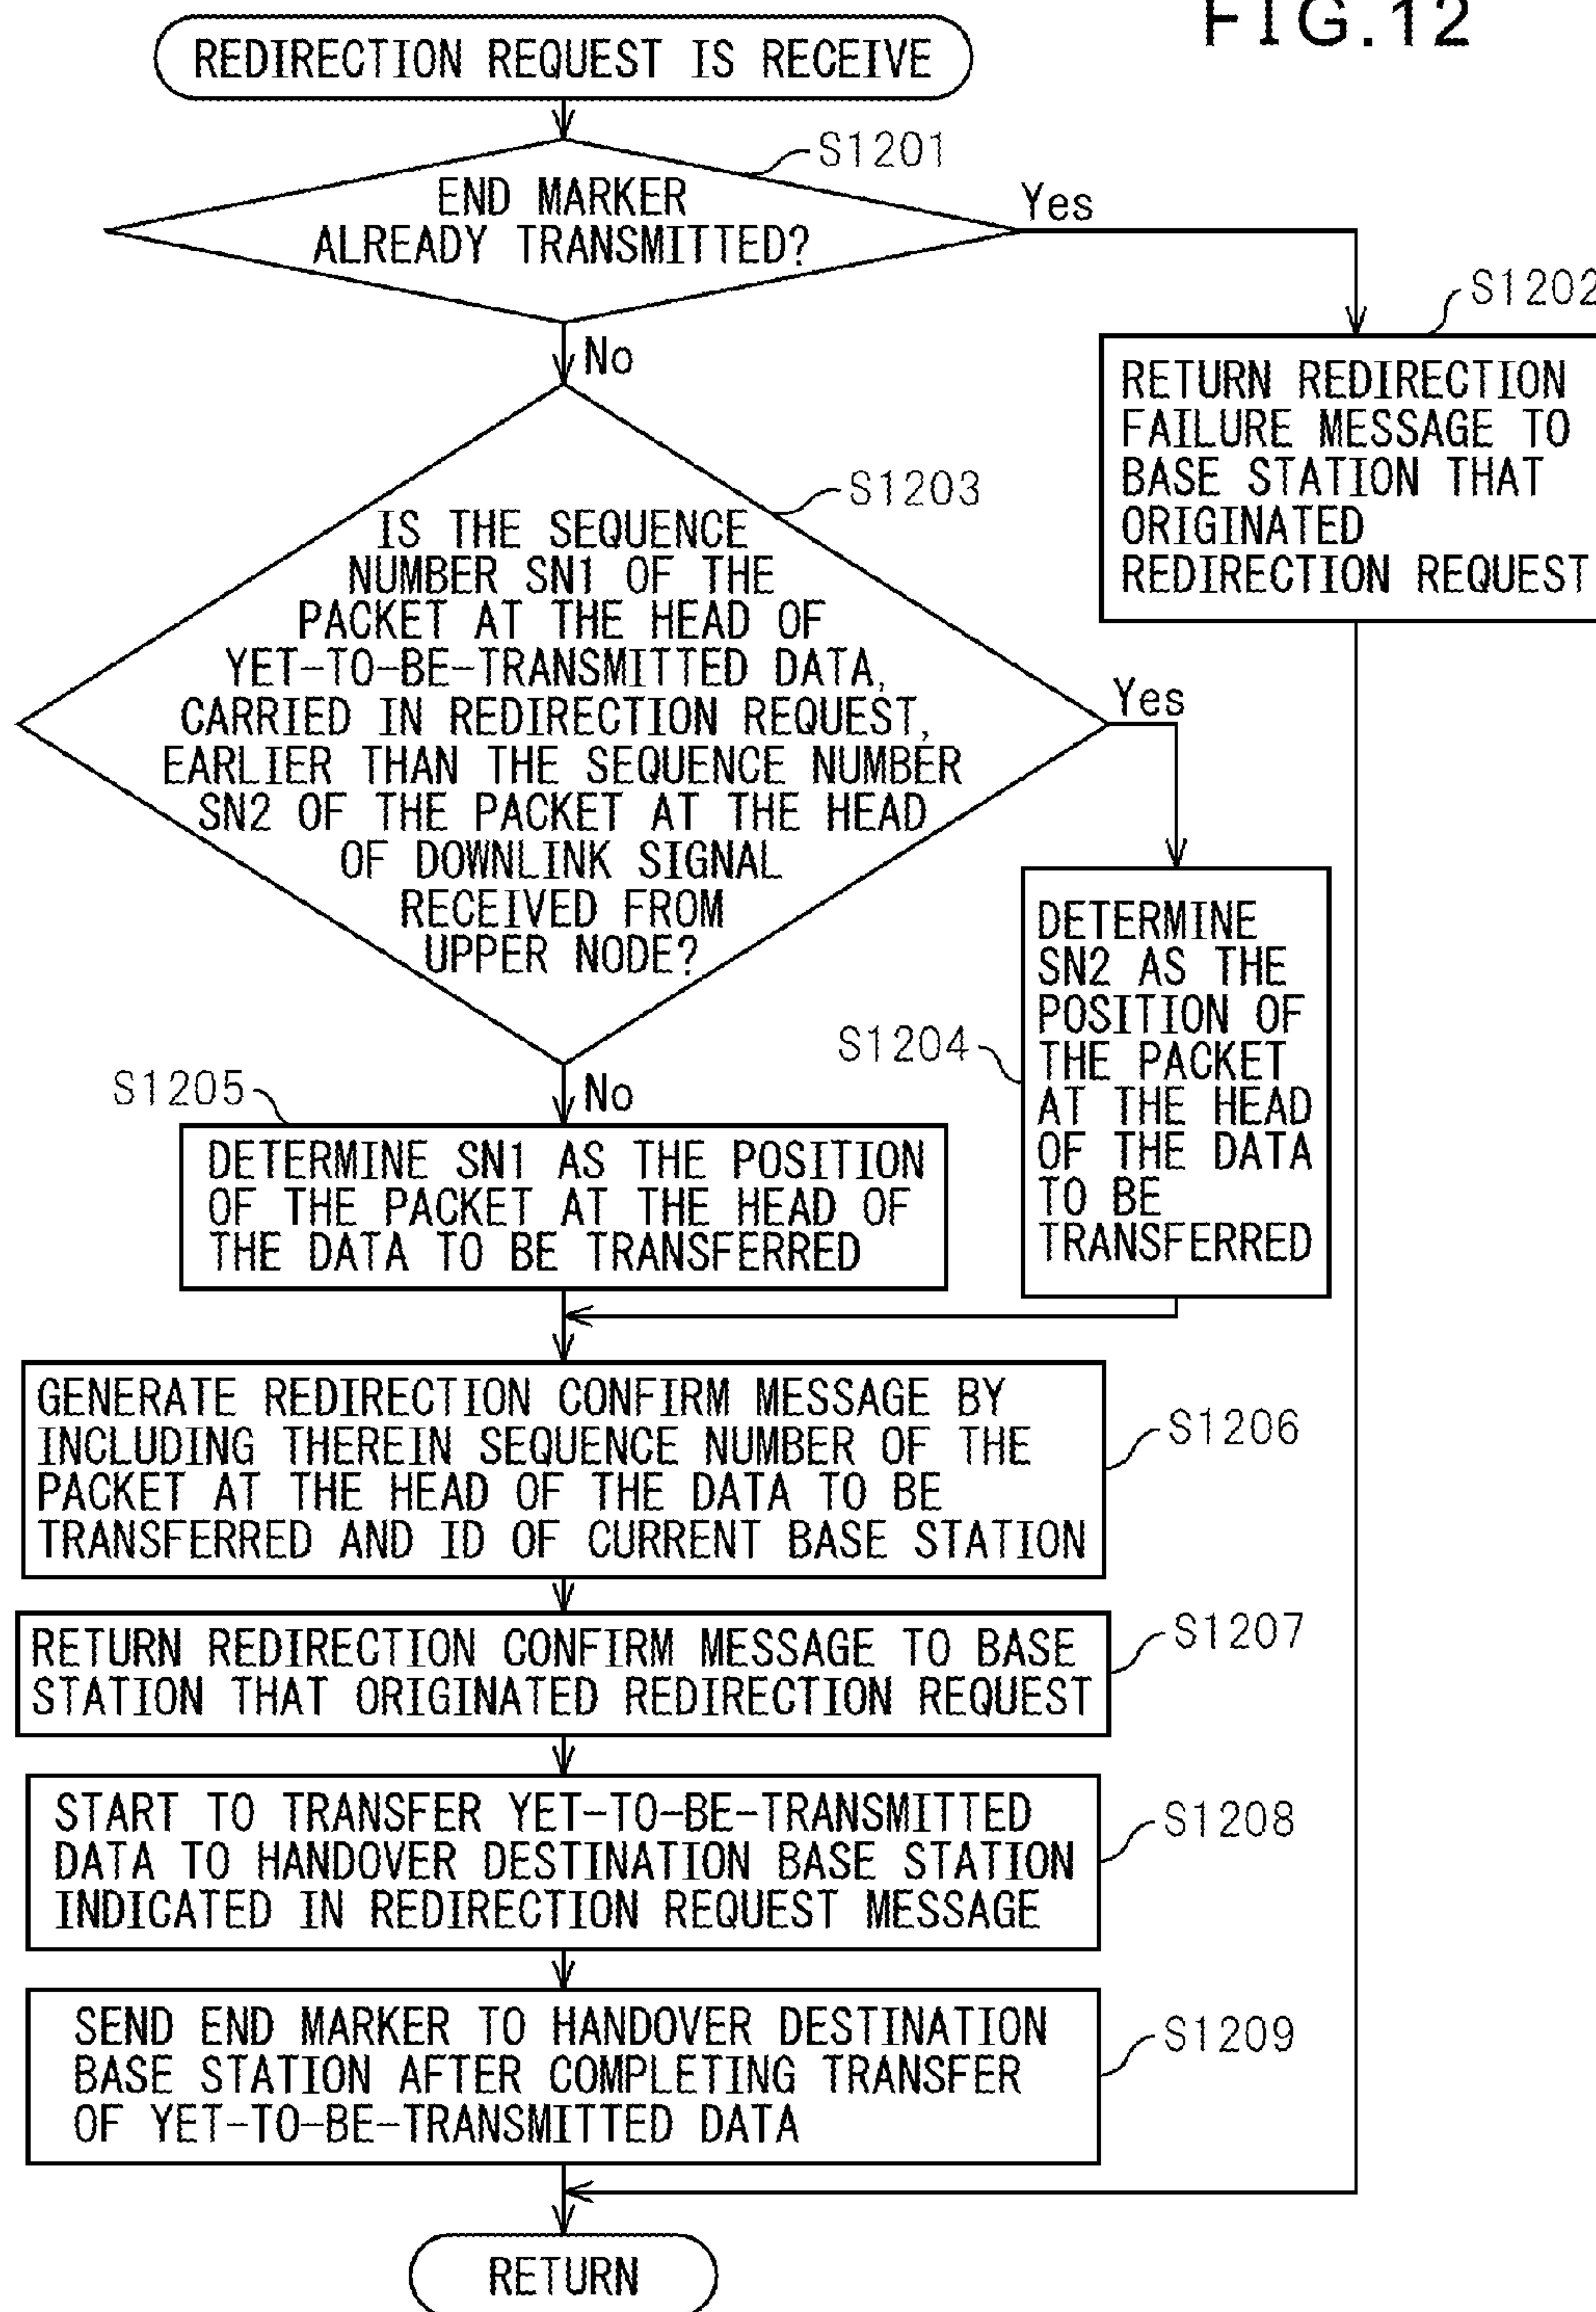 FIG.12
REDIRECTION REQUEST IS RECEIVE
S1201
END MARKER
ALREADY TRANSMITTED?
Yes
S1202
RETURN REDIRECTION
FAILURE MESSAGE TO
BASE STATION THAT
ORIGINATED
REDIRECTION REQUEST
No
S1203
IS THE SEQUENCE
NUMBER SN1 OF THE
PACKET AT THE HEAD OF
YET-TO-BE-TRANSMITTED DATA,
CARRIED IN REDIRECTION REQUEST,
EARLIER THAN THE SEQUENCE NUMBER
SN2 OF THE PACKET AT THE HEAD
OF DOWNLINK SIGNAL
RECEIVED FROM
UPPER NODE?
Yes
S1204
DETERMINE
SN2 AS THE
POSITION OF
THE PACKET
AT THE HEAD
OF THE DATA
TO BE
TRANSFERRED
No
S1205
DETERMINE SN1 AS THE POSITION
OF THE PACKET AT THE HEAD OF
THE DATA TO BE TRANSFERRED
GENERATE REDIRECTION CONFIRM MESSAGE BY
INCLUDING THEREIN SEQUENCE NUMBER OF THE
PACKET AT THE HEAD OF THE DATA TO BE
TRANSFERRED AND ID OF CURRENT BASE STATION
S1206
RETURN REDIRECTION CONFIRM MESSAGE TO BASE
STATION THAT ORIGINATED REDIRECTION REQUEST
S1207
START TO TRANSFER YET-TO-BE-TRANSMITTED
DATA TO HANDOVER DESTINATION BASE STATION
INDICATED IN REDIRECTION REQUEST MESSAGE
S1208
SEND END MARKER TO HANDOVER DESTINATION
BASE STATION AFTER COMPLETING TRANSFER
OF YET-TO-BE-TRANSMITTED DATA
S1209
RETURN